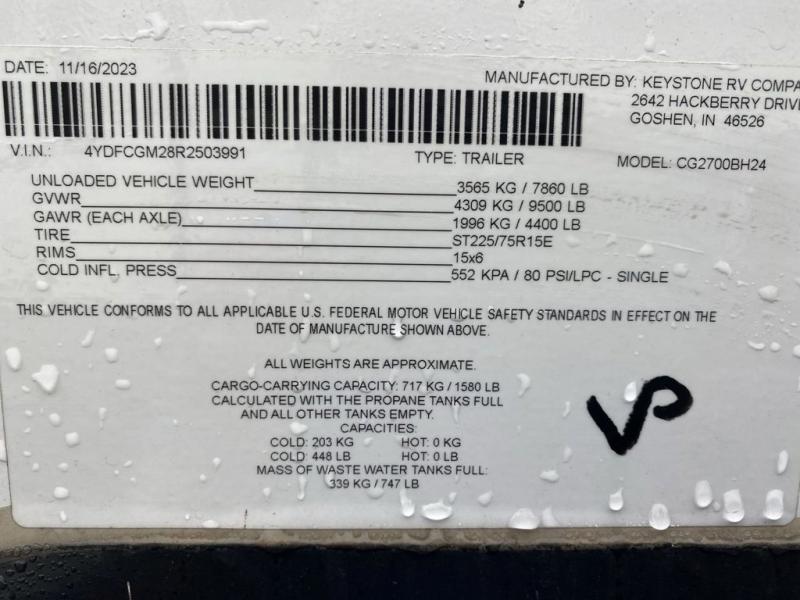 DATE: 11/16/2023
MANUFACTURED BY: KEYSTONE RV COMPA
2642 HACKBERRY DRIVE
GOSHEN, IN 46526
V.I.N.: 4YDFCGM28R2503991 TYPE: TRAILER MODEL: CG2700BH24
UNLOADED VEHICLE WEIGHT 3565 KG / 7860 LB
GVWR 4309 KG / 9500 LB
GAWR (EACH AXLE) 1996 KG / 4400 LB
TIRE ST225/75R15E
RIMS 15x6
COLD INFL. PRESS 552 KPA / 80 PSI/LPC - SINGLE
THIS VEHICLE CONFORMS TO ALL APPLICABLE U.S. FEDERAL MOTOR VEHICLE SAFETY STANDARDS IN EFFECT ON THE
DATE OF MANUFACTURE SHOWN ABOVE.
ALL WEIGHTS ARE APPROXIMATE.
CARGO-CARRYING CAPACITY: 717 KG / 1580 LB
CALCULATED WITH THE PROPANE TANKS FULL
AND ALL OTHER TANKS EMPTY.
CAPACITIES:
COLD: 203 KG HOT: 0 KG
COLD: 448 LB HOT: 0 LB
MASS OF WASTE WATER TANKS FULL:
339 KG / 747 LB